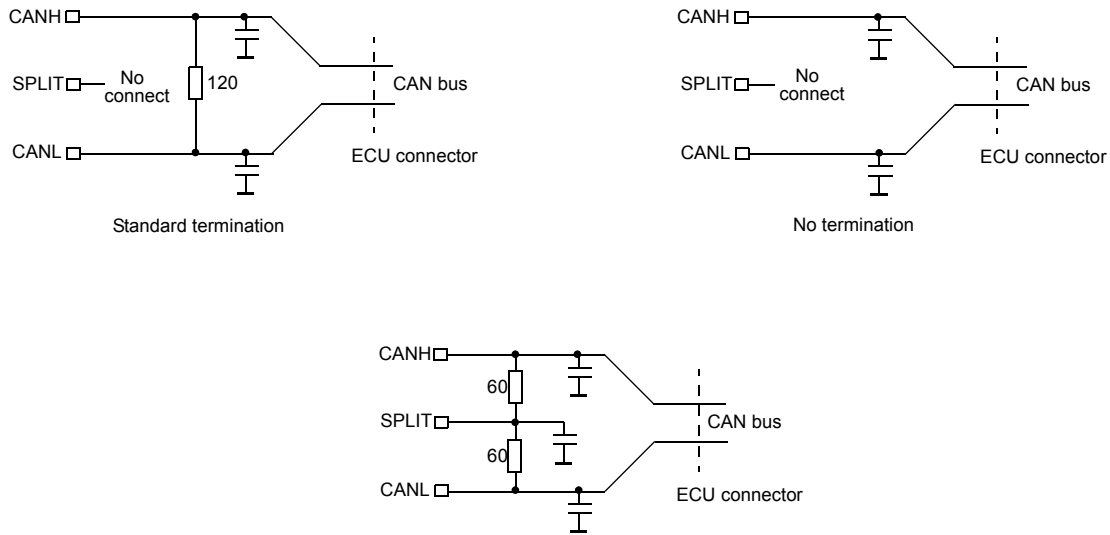 CANH
SPLIT
No
connect
120
CANL
CAN bus
ECU connector
Standard termination
CANH
SPLIT
No
connect
CANL
CAN bus
ECU connector
No termination
CANH
60
SPLIT
60
CANL
CAN bus
ECU connector